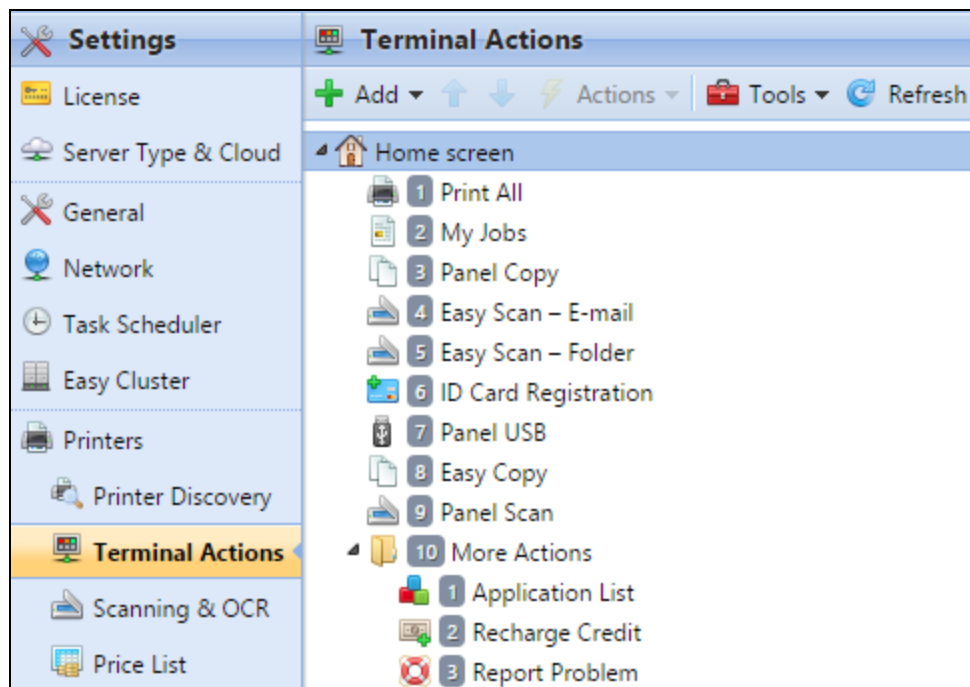 Settings
License
Server Type & Cloud
General
Network
Task Scheduler
Easy Cluster
Printers
Printer Discovery
Terminal Actions
Scanning & OCR
Price List
Terminal Actions
Add Actions Tools Refresh
Home screen
1 Print All
2 My Jobs
3 Panel Copy
4 Easy Scan – E-mail
5 Easy Scan – Folder
6 ID Card Registration
7 Panel USB
8 Easy Copy
9 Panel Scan
10 More Actions
1 Application List
2 Recharge Credit
3 Report Problem